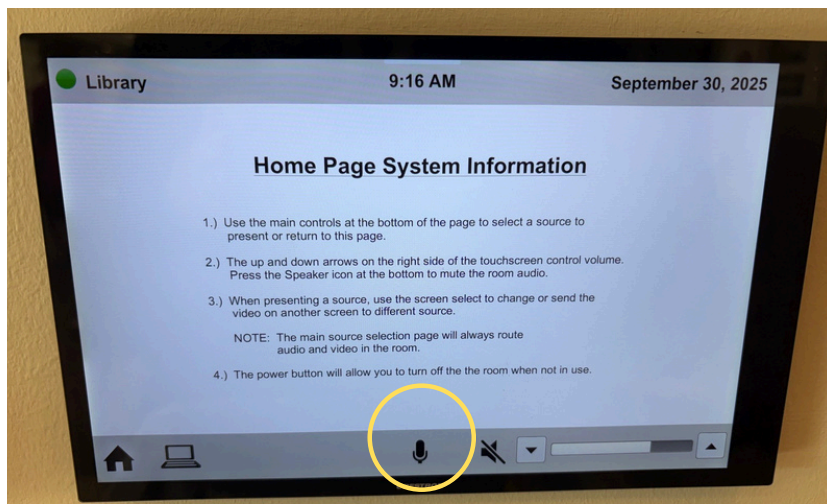 Library 9:16 AM September 30, 2025
Home Page System Information
1.) Use the main controls at the bottom of the page to select a source to
present or return to this page.
2.) The up and down arrows on the right side of the touchscreen control volume.
Press the Speaker icon at the bottom to mute the room audio.
3.) When presenting a source, use the screen select to change or send the
video on another screen to different source.
NOTE: The main source selection page will always route
audio and video in the room.
4.) The power button will allow you to turn off the the room when not in use.